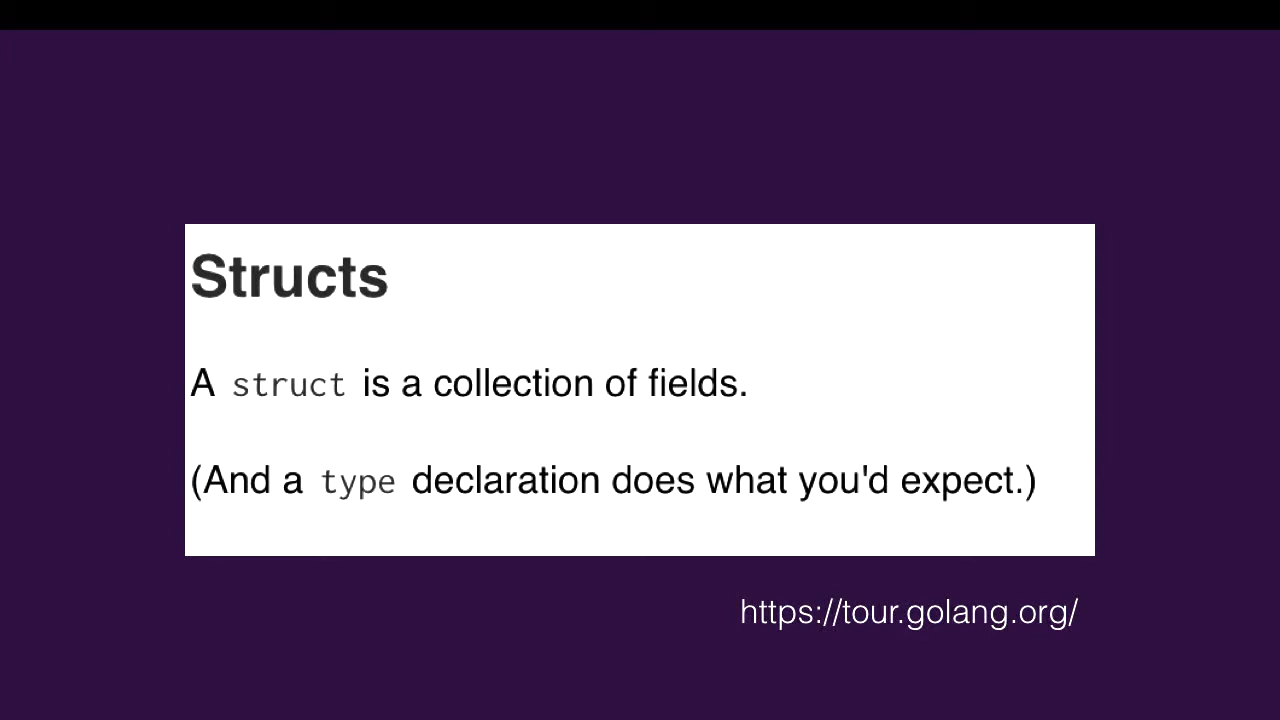 Structs
A struct is a collection of fields.
(And a type declaration does what you'd expect.)
https://tour.golang.org/